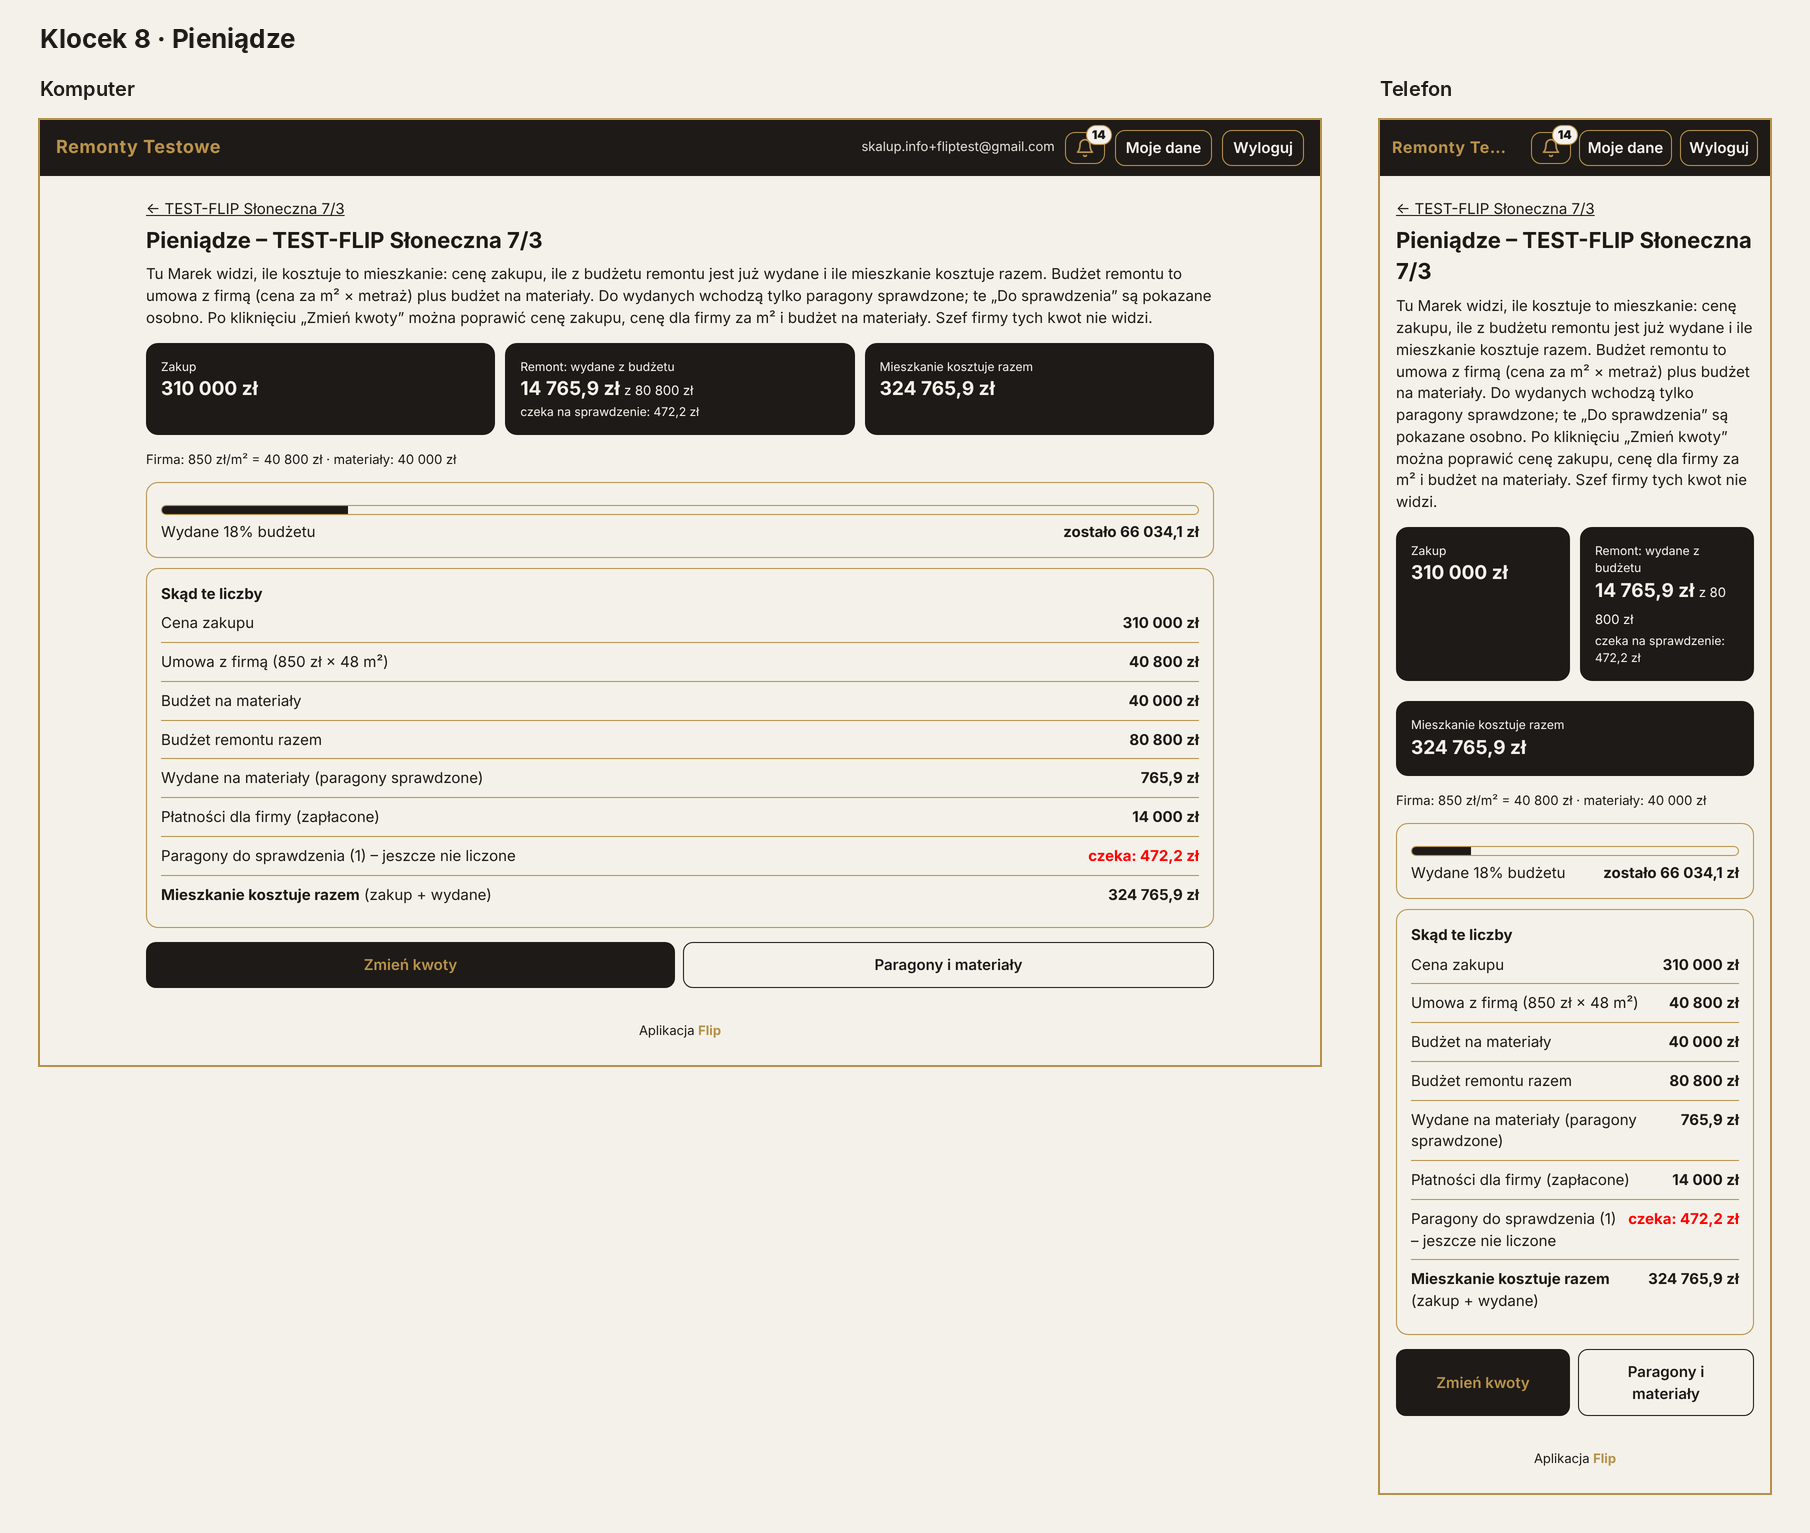 Klocek 8 · Pieniądze
Komputer
Remonty Testowe
skalup.info+fliptest@gmail.com
14
Moje dane
Wyloguj
← TEST-FLIP Słoneczna 7/3
Pieniądze – TEST-FLIP Słoneczna 7/3
Tu Marek widzi, ile kosztuje to mieszkanie: cenę zakupu, ile z budżetu remontu jest już wydane i ile mieszkanie kosztuje razem. Budżet remontu to
umowa z firmą (cena za m² × metraż) plus budżet na materiały. Do wydanych wchodzą tylko paragony sprawdzone; te „Do sprawdzenia” są pokazane
osobno. Po kliknięciu „Zmień kwoty” można poprawić cenę zakupu, cenę dla firmy za m² i budżet na materiały. Szef firmy tych kwot nie widzi.
Zakup
310 000 zł
Remont: wydane z budżetu
14 765,9 zł z 80 800 zł
czeka na sprawdzenie: 472,2 zł
Mieszkanie kosztuje razem
324 765,9 zł
Firma: 850 zł/m² = 40 800 zł · materiały: 40 000 zł
Wydane 18% budżetu
zostało 66 034,1 zł
Skąd te liczby
Cena zakupu 310 000 zł
Umowa z firmą (850 zł × 48 m²) 40 800 zł
Budżet na materiały 40 000 zł
Budżet remontu razem 80 800 zł
Wydane na materiały (paragony sprawdzone) 765,9 zł
Płatności dla firmy (zapłacone) 14 000 zł
Paragony do sprawdzenia (1) – jeszcze nie liczone czeka: 472,2 zł
Mieszkanie kosztuje razem (zakup + wydane) 324 765,9 zł
Zmień kwoty
Paragony i materiały
Aplikacja Flip
Telefon
Remonty Te...
14
Moje dane
Wyloguj
← TEST-FLIP Słoneczna 7/3
Pieniądze – TEST-FLIP Słoneczna
7/3
Tu Marek widzi, ile kosztuje to mieszkanie: cenę
zakupu, ile z budżetu remontu jest już wydane i ile
mieszkanie kosztuje razem. Budżet remontu to
umowa z firmą (cena za m² × metraż) plus budżet
na materiały. Do wydanych wchodzą tylko
paragony sprawdzone; te „Do sprawdzenia” są
pokazane osobno. Po kliknięciu „Zmień kwoty”
można poprawić cenę zakupu, cenę dla firmy za
m² i budżet na materiały. Szef firmy tych kwot nie
widzi.
Zakup
310 000 zł
Remont: wydane z
budżetu
14 765,9 zł z 80
800 zł
czeka na sprawdzenie:
472,2 zł
Mieszkanie kosztuje razem
324 765,9 zł
Firma: 850 zł/m² = 40 800 zł · materiały: 40 000 zł
Wydane 18% budżetu
zostało 66 034,1 zł
Skąd te liczby
Cena zakupu 310 000 zł
Umowa z firmą (850 zł × 48 m²) 40 800 zł
Budżet na materiały 40 000 zł
Budżet remontu razem 80 800 zł
Wydane na materiały (paragony 765,9 zł
sprawdzone)
Płatności dla firmy (zapłacone) 14 000 zł
Paragony do sprawdzenia (1) czeka: 472,2 zł
– jeszcze nie liczone
Mieszkanie kosztuje razem 324 765,9 zł
(zakup + wydane)
Zmień kwoty
Paragony i
materiały
Aplikacja Flip